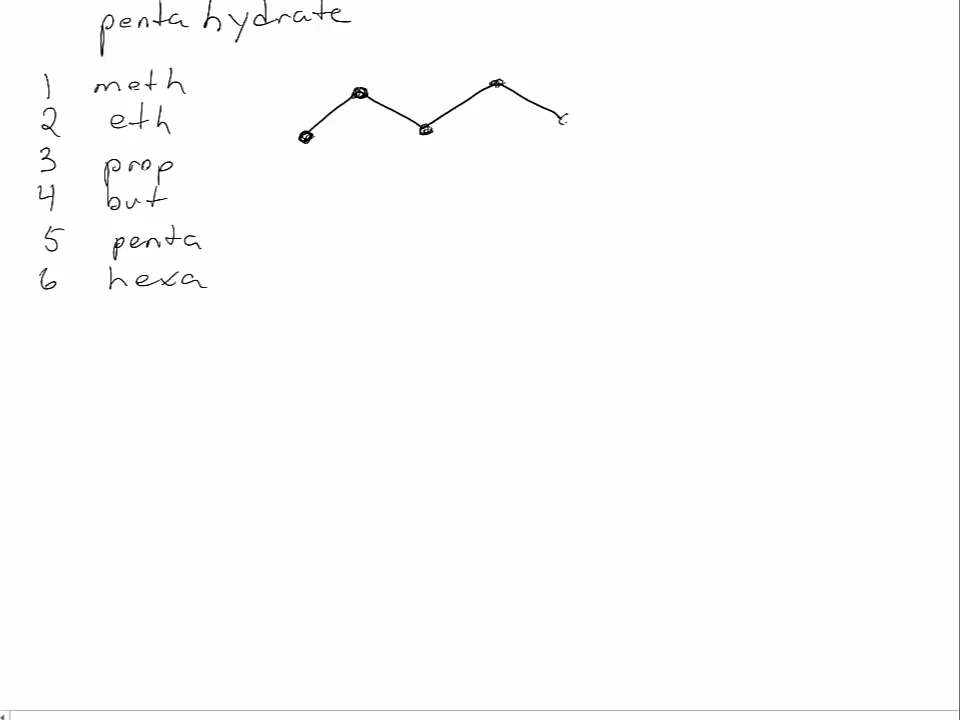 penta hydrate
1 meth
2 eth
3 prop
4 but
5 penta
6 hexa